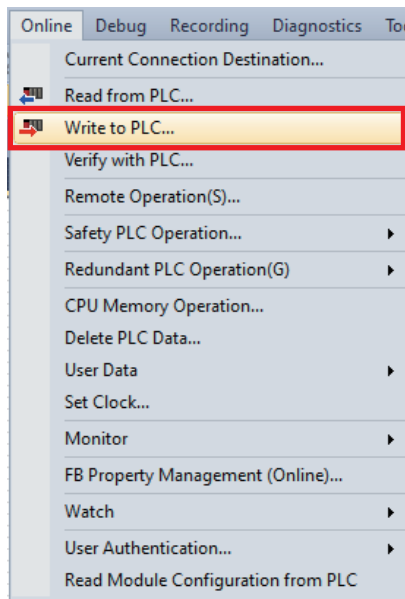 Online Debug Recording Diagnostics
Current Connection Destination...
Read from PLC...
Write to PLC...
Verify with PLC...
Remote Operation(S)...
Safety PLC Operation...
Redundant PLC Operation(G)
CPU Memory Operation...
Delete PLC Data...
User Data
Set Clock...
Monitor
FB Property Management (Online)...
Watch
User Authentication...
Read Module Configuration from PLC